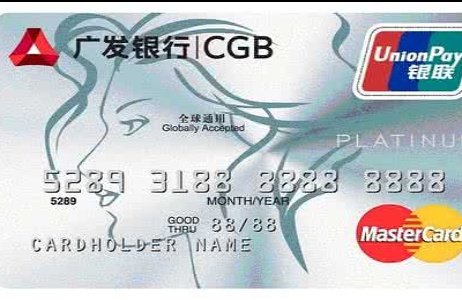 广发银行|CGB
UnionPay
银联
全球通用
Globally Accepted
PLATINU
5289 3188 8888 8888
5289
MONTH/YEAR
GOOD THRU 88/88
CARDHOLDER NAME
MasterCard